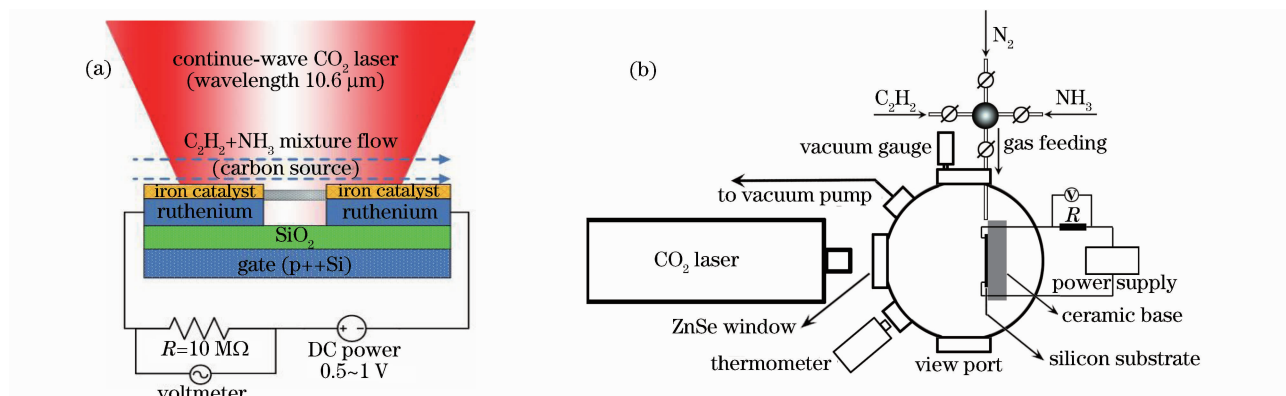 (a)
continue-wave CO₂ laser
(wavelength 10.6 μm)
C₂H₂+NH₃ mixture flow
(carbon source)
iron catalyst
iron catalyst
ruthenium
ruthenium
SiO₂
gate (p++Si)
R=10 MΩ
DC power
0.5~1 V
voltmeter
(b)
N₂
C₂H₂
NH₃
vacuum gauge
gas feeding
to vacuum pump
V
R
CO₂ laser
power supply
ZnSe window
ceramic base
thermometer
view port
silicon substrate